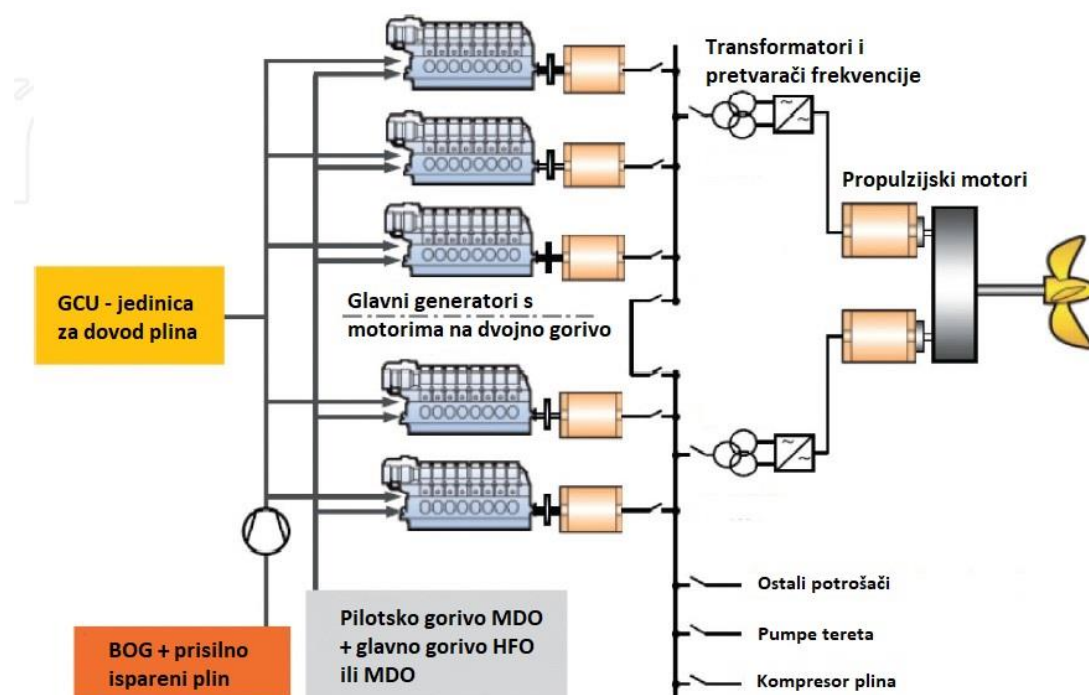 Transformatori i
pretvarači frekvencije
Propulzijski motori
GCU - jedinica
za dovod plina
Glavni generatori s
motorima na dvojno gorivo
Pilotsko gorivo MDO
+ glavno gorivo HFO
ili MDO
BOG + prisilno
ispareni plin
Ostali potrošači
Pumpe tereta
Kompresor plina